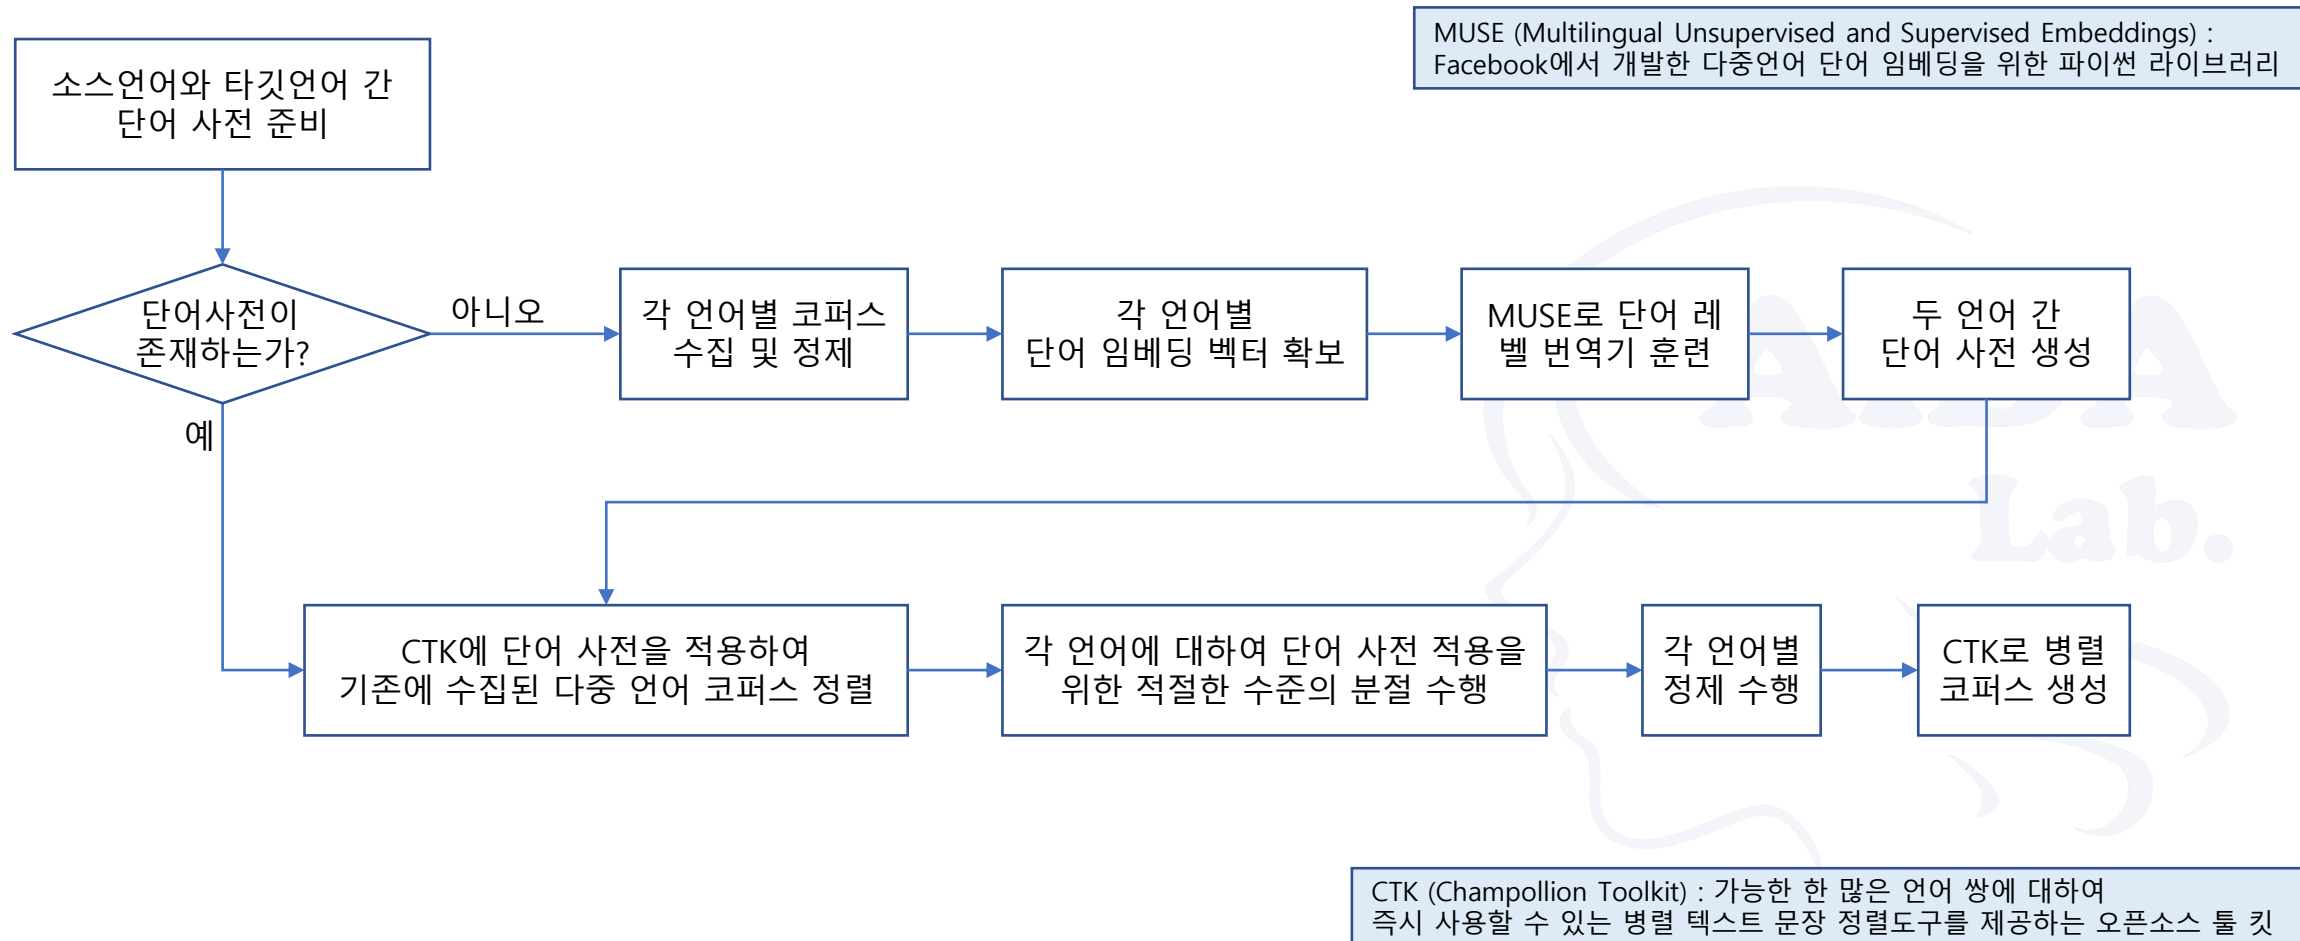 MUSE (Multilingual Unsupervised and Supervised Embeddings) :
Facebook에서 개발한 다중언어 단어 임베딩을 위한 파이썬 라이브러리
소스언어와 타깃언어 간
단어 사전 준비
단어사전이
존재하는가?
아니오
예
각 언어별 코퍼스
수집 및 정제
각 언어별
단어 임베딩 벡터 확보
MUSE로 단어 레
벨 번역기 훈련
두 언어 간
단어 사전 생성
AIDA
Lab.
CTK에 단어 사전을 적용하여
기존에 수집된 다중 언어 코퍼스 정렬
각 언어에 대하여 단어 사전 적용을
위한 적절한 수준의 분절 수행
각 언어별
정제 수행
CTK로 병렬
코퍼스 생성
CTK (Champollion Toolkit) : 가능한 한 많은 언어 쌍에 대하여
즉시 사용할 수 있는 병렬 텍스트 문장 정렬도구를 제공하는 오픈소스 툴 킷